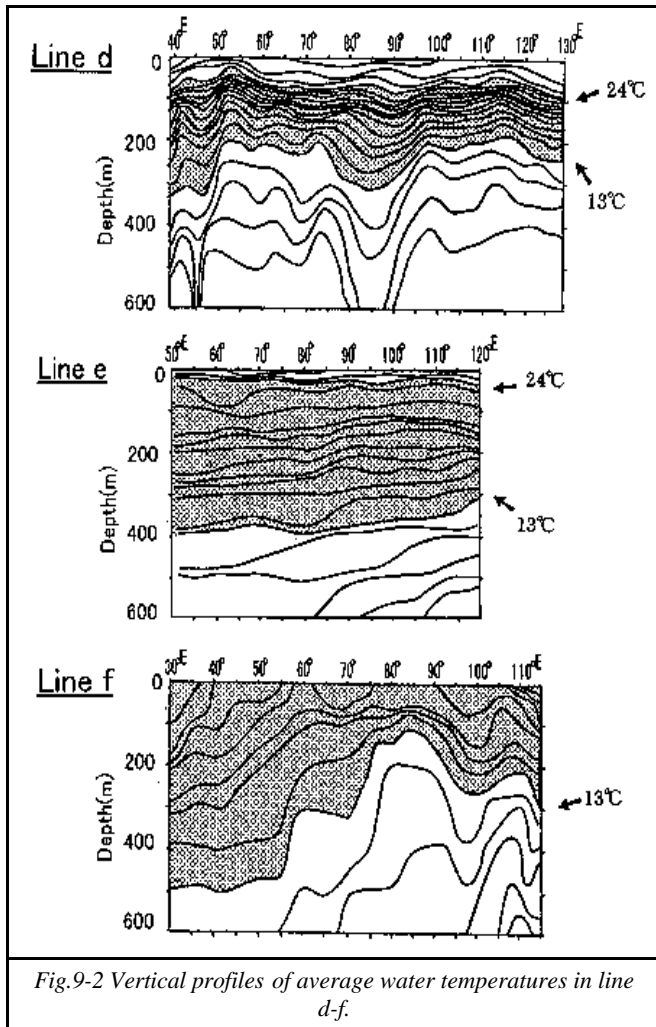 Line d
40°E 50° 60° 70° 80° 90° 100° 110° 120° 130°E
0
24℃
200
13℃
400
600
Depth(m)
Line e
50°E 60° 70° 80° 90° 100° 110° 120°E
0
24℃
200
13℃
400
600
Depth(m)
Line f
30°E 40° 50° 60° 70° 80° 90° 100° 110°E
0
200
13℃
400
600
Depth(m)
Fig.9-2 Vertical profiles of average water temperatures in line
d-f.